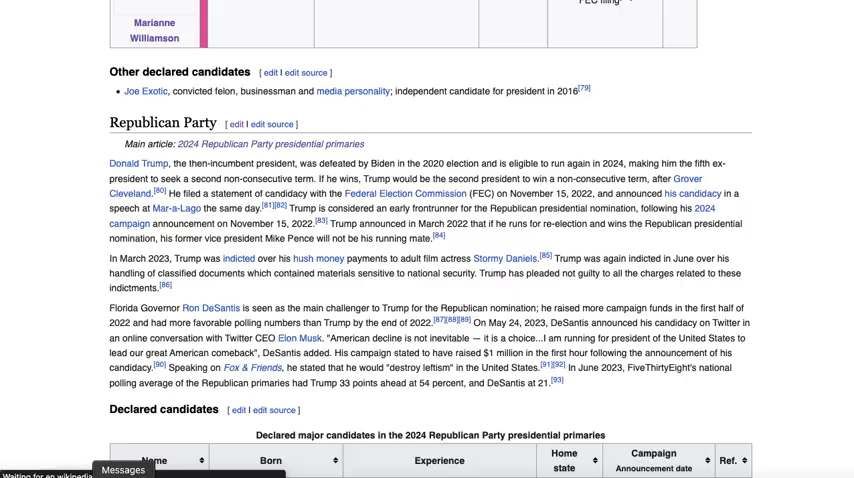 FEC filing
Marianne
Williamson
Other declared candidates [ edit | edit source ]
• Joe Exotic, convicted felon, businessman and media personality; independent candidate for president in 2016[79]
Republican Party [ edit | edit source ]
Main article: 2024 Republican Party presidential primaries
Donald Trump, the then-incumbent president, was defeated by Biden in the 2020 election and is eligible to run again in 2024, making him the fifth ex-
president to seek a second non-consecutive term. If he wins, Trump would be the second president to win a non-consecutive term, after Grover
Cleveland.[80] He filed a statement of candidacy with the Federal Election Commission (FEC) on November 15, 2022, and announced his candidacy in a
speech at Mar-a-Lago the same day.[81][82] Trump is considered an early frontrunner for the Republican presidential nomination, following his 2024
campaign announcement on November 15, 2022.[83] Trump announced in March 2022 that if he runs for re-election and wins the Republican presidential
nomination, his former vice president Mike Pence will not be his running mate.[84]
In March 2023, Trump was indicted over his hush money payments to adult film actress Stormy Daniels.[85] Trump was again indicted in June over his
handling of classified documents which contained materials sensitive to national security. Trump has pleaded not guilty to all the charges related to these
indictments.[86]
Florida Governor Ron DeSantis is seen as the main challenger to Trump for the Republican nomination; he raised more campaign funds in the first half of
2022 and had more favorable polling numbers than Trump by the end of 2022.[87][88][89] On May 24, 2023, DeSantis announced his candidacy on Twitter in
an online conversation with Twitter CEO Elon Musk. "American decline is not inevitable — it is a choice...I am running for president of the United States to
lead our great American comeback", DeSantis added. His campaign stated to have raised $1 million in the first hour following the announcement of his
candidacy.[90] Speaking on Fox & Friends, he stated that he would "destroy leftism" in the United States.[91][92] In June 2023, FiveThirtyEight's national
polling average of the Republican primaries had Trump 33 points ahead at 54 percent, and DeSantis at 21.[93]
Declared candidates [ edit | edit source ]
Declared major candidates in the 2024 Republican Party presidential primaries
Name Born Experience Home state Campaign Announcement date Ref.
Messages
Waiting for en.wikipedia